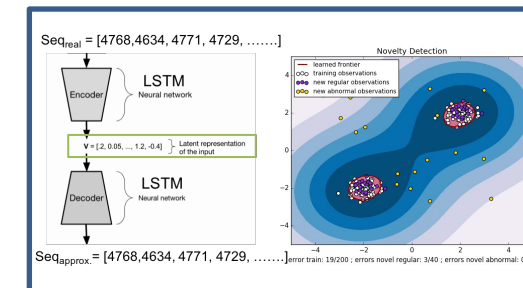 Seqreal = [4768,4634, 4771, 4729, …….]
Encoder
LSTM
Neural network
V = [.2, 0.05, ..., 1.2, -0.4]
Latent representation
of the input
Decoder
LSTM
Neural network
Seqapprox. = [4768,4634, 4771, 4729, …….]
Novelty Detection
learned frontier
training observations
new regular observations
new abnormal observations
4
2
0
−2
−4
−4
−2
0
2
4
error train: 19/200 ; errors novel regular: 3/40 ; errors novel abnormal: